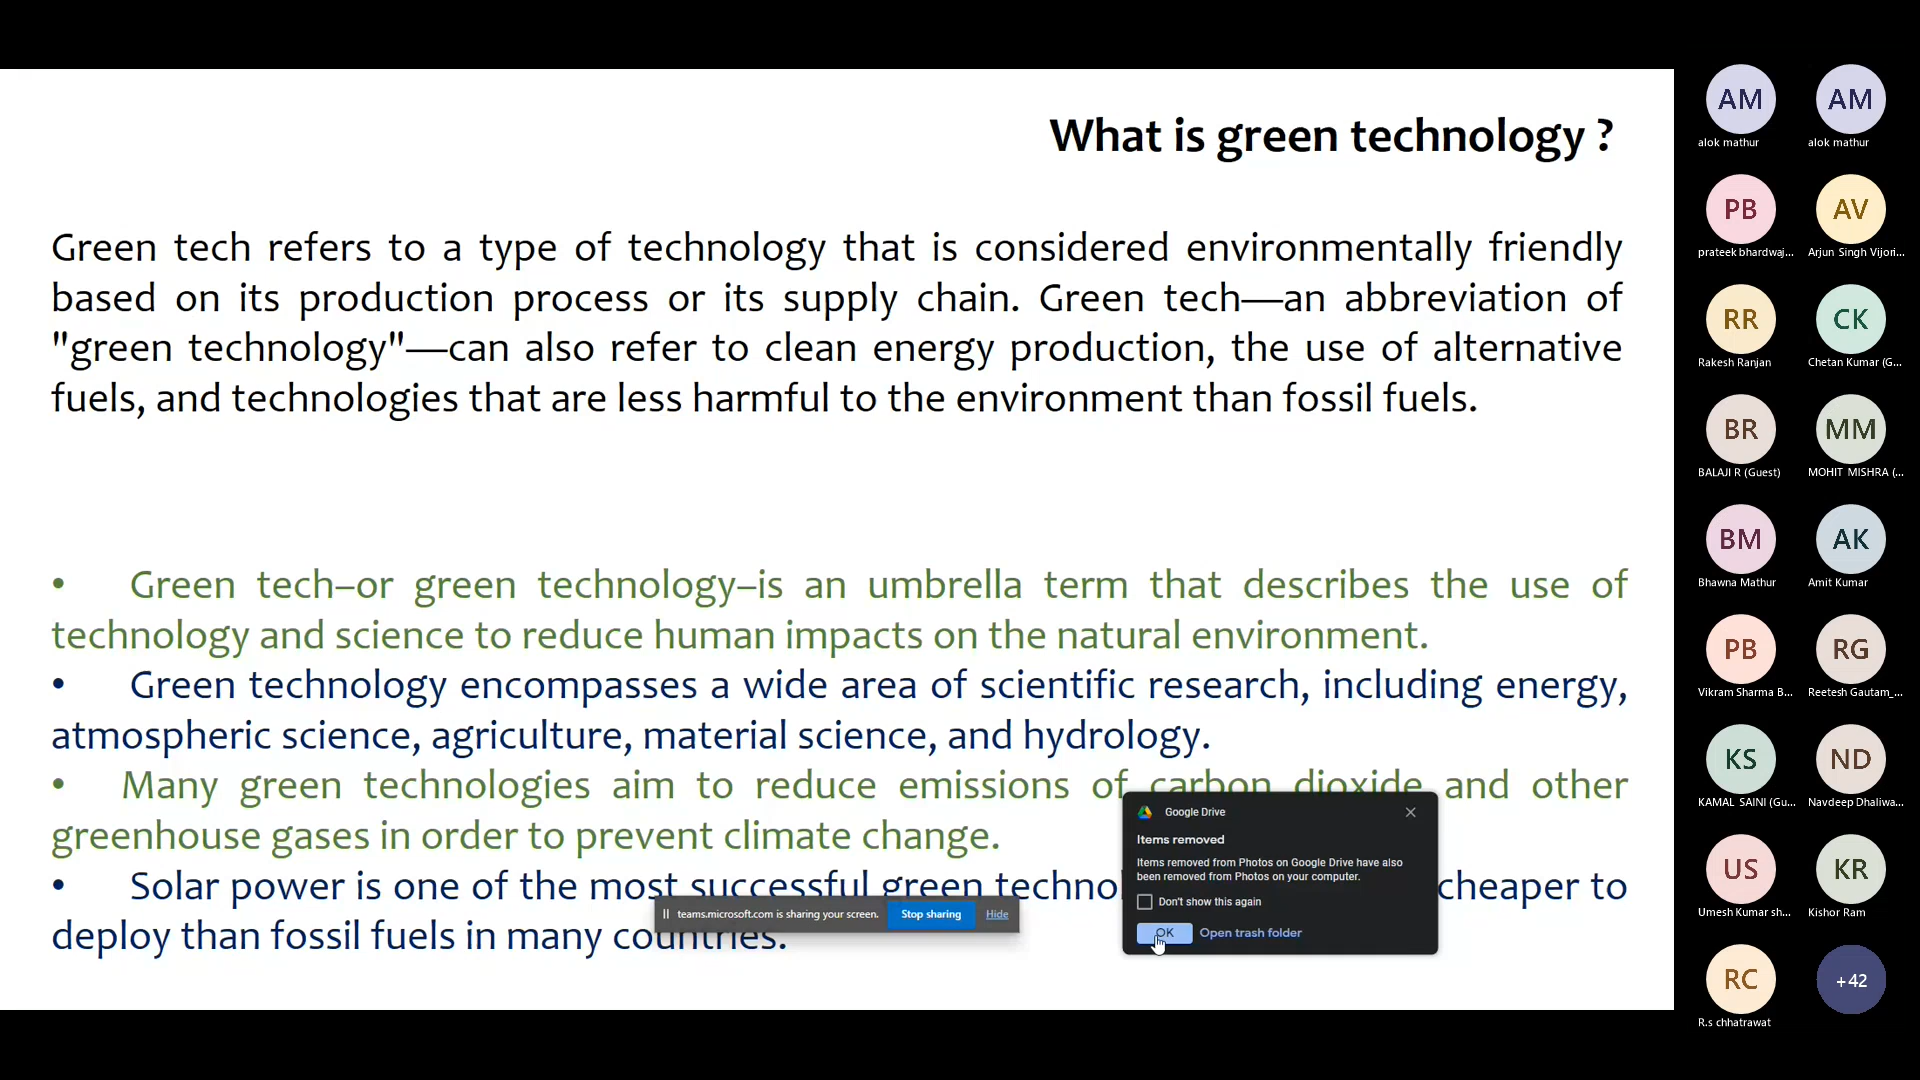 What is green technology ?
Green tech refers to a type of technology that is considered environmentally friendly
based on its production process or its supply chain. Green tech—an abbreviation of
"green technology"—can also refer to clean energy production, the use of alternative
fuels, and technologies that are less harmful to the environment than fossil fuels.
• Green tech–or green technology–is an umbrella term that describes the use of
technology and science to reduce human impacts on the natural environment.
• Green technology encompasses a wide area of scientific research, including energy,
atmospheric science, agriculture, material science, and hydrology.
• Many green technologies aim to reduce emissions of carbon dioxide and other
greenhouse gases in order to prevent climate change.
• Solar power is one of the most successful green technol cheaper to
deploy than fossil fuels in many countries.
teams.microsoft.com is sharing your screen. Stop sharing Hide
Google Drive
Items removed
Items removed from Photos on Google Drive have also
been removed from Photos on your computer.
Don't show this again
OK Open trash folder
AM AM
alok mathur alok mathur
PB AV
prateek bhardwaj... Arjun Singh Vijori...
RR CK
Rakesh Ranjan Chetan Kumar (G...
BR MM
BALAJI R (Guest) MOHIT MISHRA (...
BM AK
Bhawna Mathur Amit Kumar
PB RG
Vikram Sharma B... Reetesh Gautam_...
KS ND
KAMAL SAINI (Gu... Navdeep Dhaliwa...
US KR
Umesh Kumar sh... Kishor Ram
RC +42
R.s chhatrawat